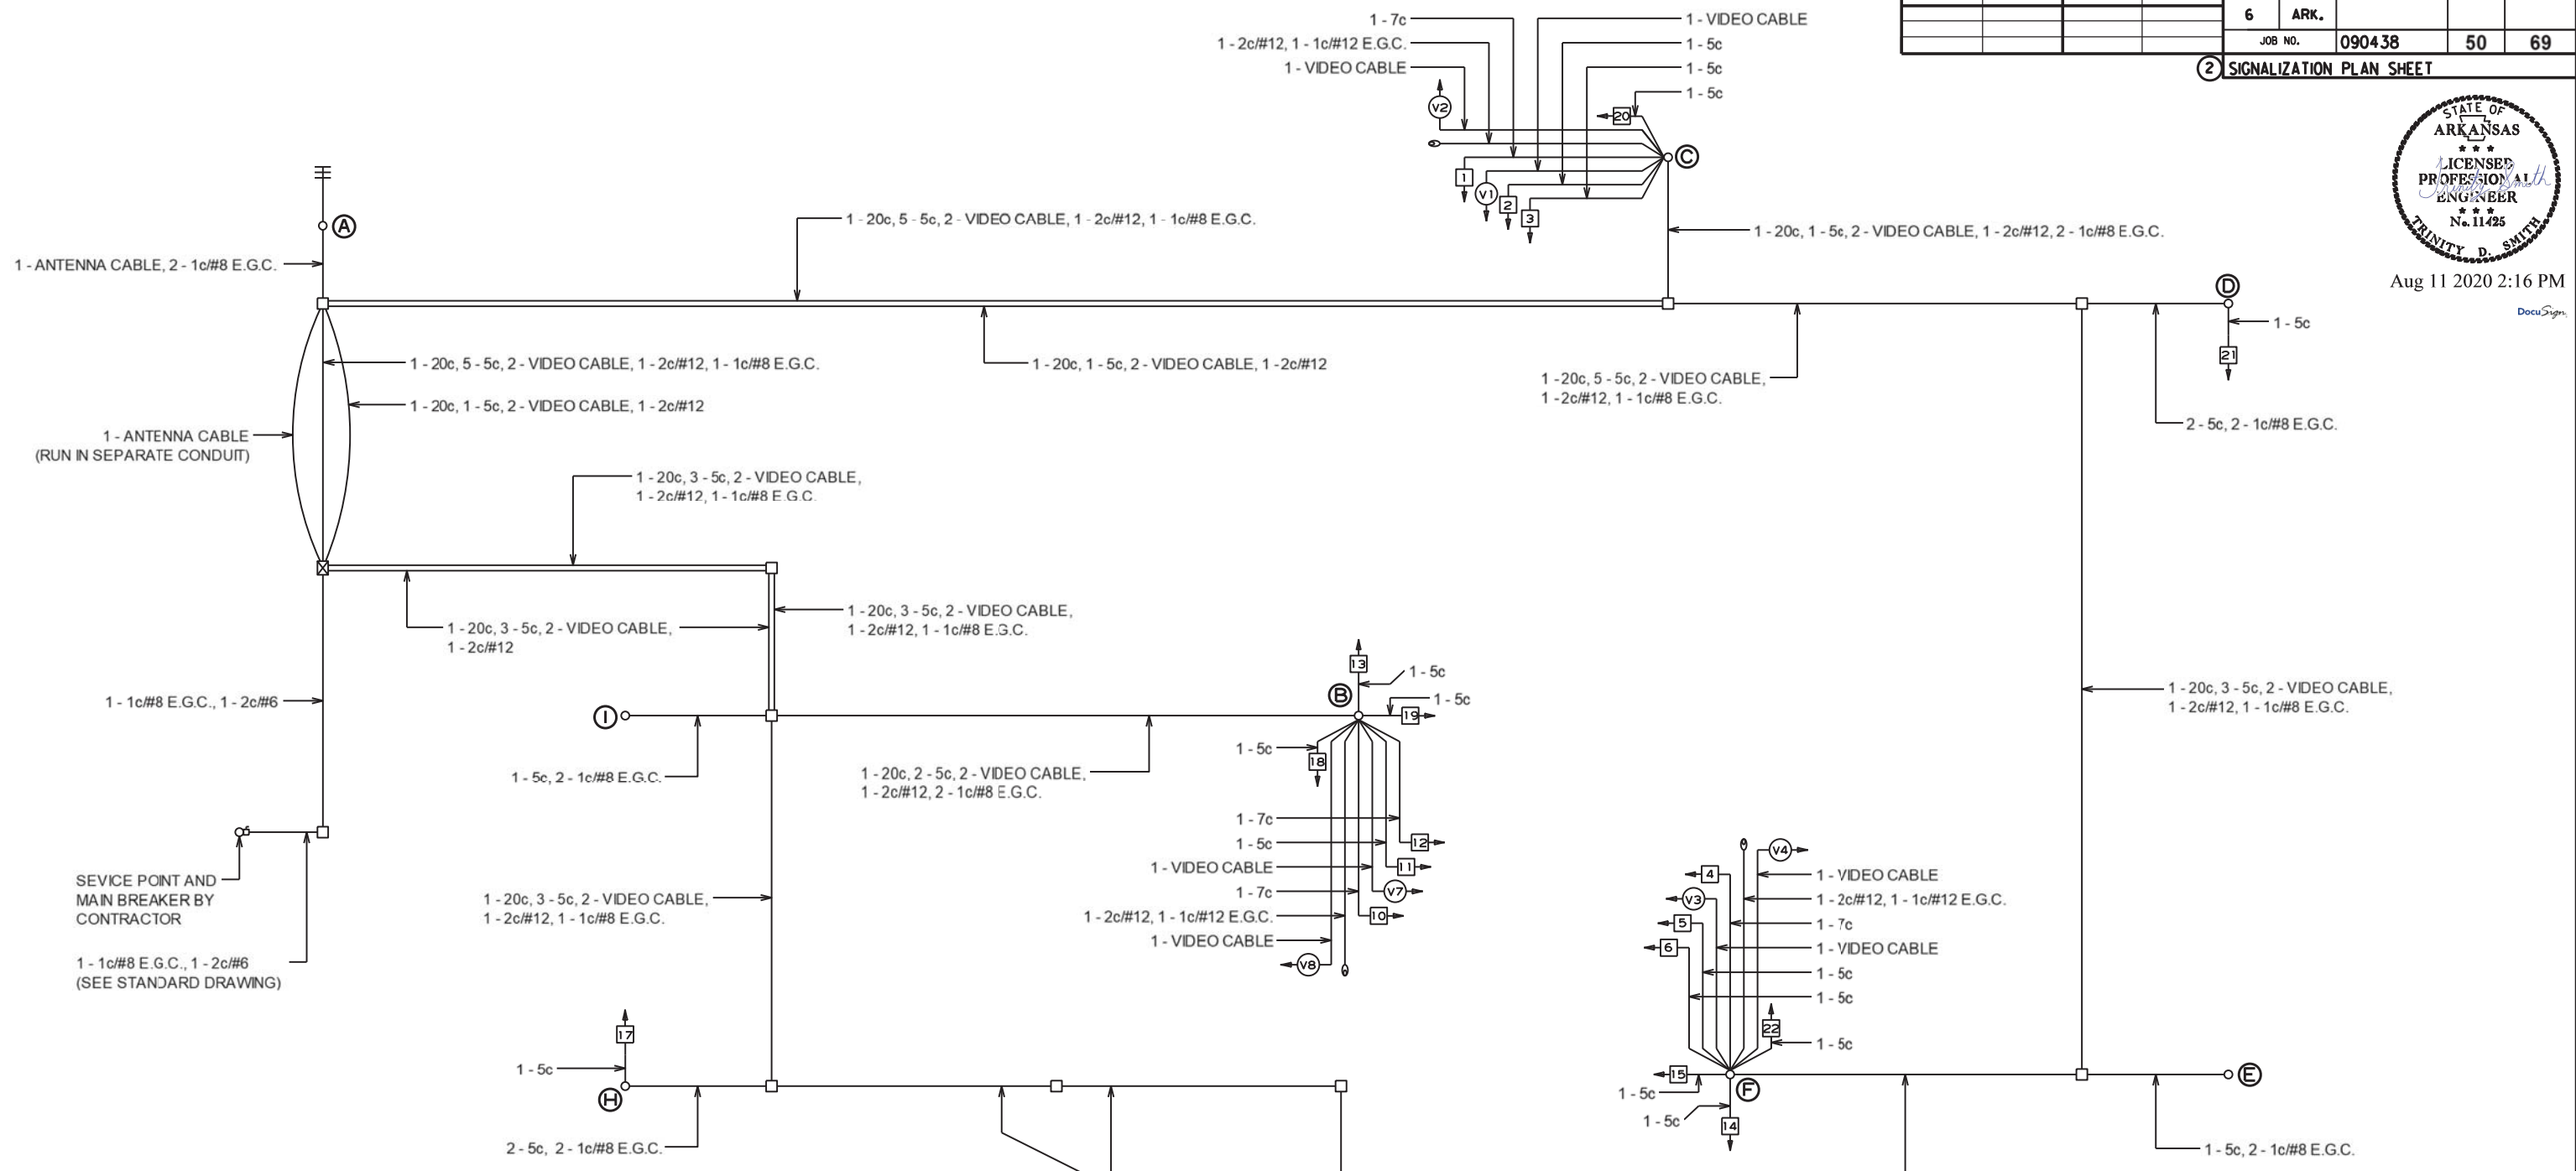 6 ARK.
JOB NO. 090438 50 69
2 SIGNALIZATION PLAN SHEET
STATE OF
ARKANSAS
LICENSED
PROFESSIONAL
ENGINEER
No. 11425
TRINITY D. SMITH
Aug 11 2020 2:16 PM
DocuSign
1 - 7c
1 - 2c/#12, 1 - 1c/#12 E.G.C.
1 - VIDEO CABLE
1 - VIDEO CABLE
1 - 5c
1 - 5c
1 - 5c
V2
20
C
1
V1
2
3
A
1 - 20c, 5 - 5c, 2 - VIDEO CABLE, 1 - 2c/#12, 1 - 1c/#8 E.G.C.
1 - 20c, 1 - 5c, 2 - VIDEO CABLE, 1 - 2c/#12, 2 - 1c/#8 E.G.C.
1 - ANTENNA CABLE, 2 - 1c/#8 E.G.C.
D
1 - 5c
21
1 - 20c, 5 - 5c, 2 - VIDEO CABLE, 1 - 2c/#12, 1 - 1c/#8 E.G.C.
1 - 20c, 1 - 5c, 2 - VIDEO CABLE, 1 - 2c/#12
1 - 20c, 5 - 5c, 2 - VIDEO CABLE,
1 - 2c/#12, 1 - 1c/#8 E.G.C.
1 - 20c, 1 - 5c, 2 - VIDEO CABLE, 1 - 2c/#12
2 - 5c, 2 - 1c/#8 E.G.C.
1 - ANTENNA CABLE
(RUN IN SEPARATE CONDUIT)
1 - 20c, 3 - 5c, 2 - VIDEO CABLE,
1 - 2c/#12, 1 - 1c/#8 E.G.C.
1 - 20c, 3 - 5c, 2 - VIDEO CABLE,
1 - 2c/#12
1 - 20c, 3 - 5c, 2 - VIDEO CABLE,
1 - 2c/#12, 1 - 1c/#8 E.G.C.
1 - 1c/#8 E.G.C., 1 - 2c/#6
I
1 - 5c, 2 - 1c/#8 E.G.C.
1 - 20c, 2 - 5c, 2 - VIDEO CABLE,
1 - 2c/#12, 2 - 1c/#8 E.G.C.
13
1 - 5c
B
1 - 5c
19
1 - 5c
18
1 - 7c
1 - 5c
12
1 - VIDEO CABLE
11
1 - 7c
V7
1 - 2c/#12, 1 - 1c/#12 E.G.C.
10
1 - VIDEO CABLE
V8
1 - 20c, 3 - 5c, 2 - VIDEO CABLE,
1 - 2c/#12, 1 - 1c/#8 E.G.C.
SEVICE POINT AND
MAIN BREAKER BY
CONTRACTOR
1 - 1c/#8 E.G.C., 1 - 2c/#6
(SEE STANDARD DRAWING)
1 - 20c, 3 - 5c, 2 - VIDEO CABLE,
1 - 2c/#12, 1 - 1c/#8 E.G.C.
V4
4
1 - VIDEO CABLE
V3
1 - 2c/#12, 1 - 1c/#12 E.G.C.
5
1 - 7c
6
1 - VIDEO CABLE
1 - 5c
1 - 5c
22
1 - 5c
15
1 - 5c
F
1 - 5c
14
E
1 - 5c, 2 - 1c/#8 E.G.C.
17
1 - 5c
H
2 - 5c, 2 - 1c/#8 E.G.C.